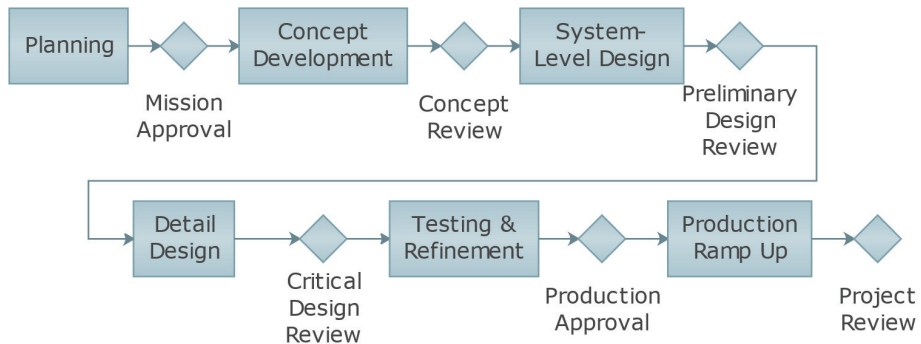 Planning
Mission
Approval
Concept
Development
Concept
Review
System-
Level Design
Preliminary
Design
Review
Detail
Design
Critical
Design
Review
Testing &
Refinement
Production
Approval
Production
Ramp Up
Project
Review